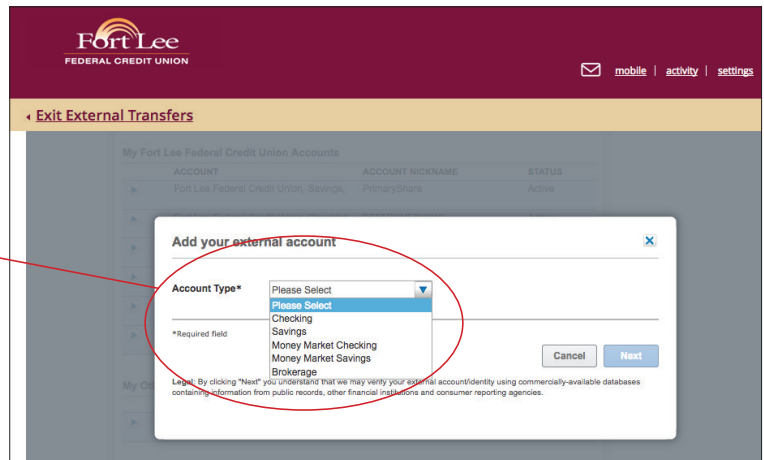 Fort Lee
FEDERAL CREDIT UNION
mobile | activity | settings
Exit External Transfers
My Fort Lee Federal Credit Union Accounts
ACCOUNT ACCOUNT NICKNAME STATUS
Fort Lee Federal Credit Union, Savings, PrimaryShare Active
Add your external account
Account Type* Please Select
Please Select
Checking
Savings
Money Market Checking
Money Market Savings
Brokerage
*Required field
Cancel Next
Legal: By clicking "Next" you understand that we may verify your external account/identity using commercially-available databases
containing information from public records, other financial institutions and consumer reporting agencies.
My